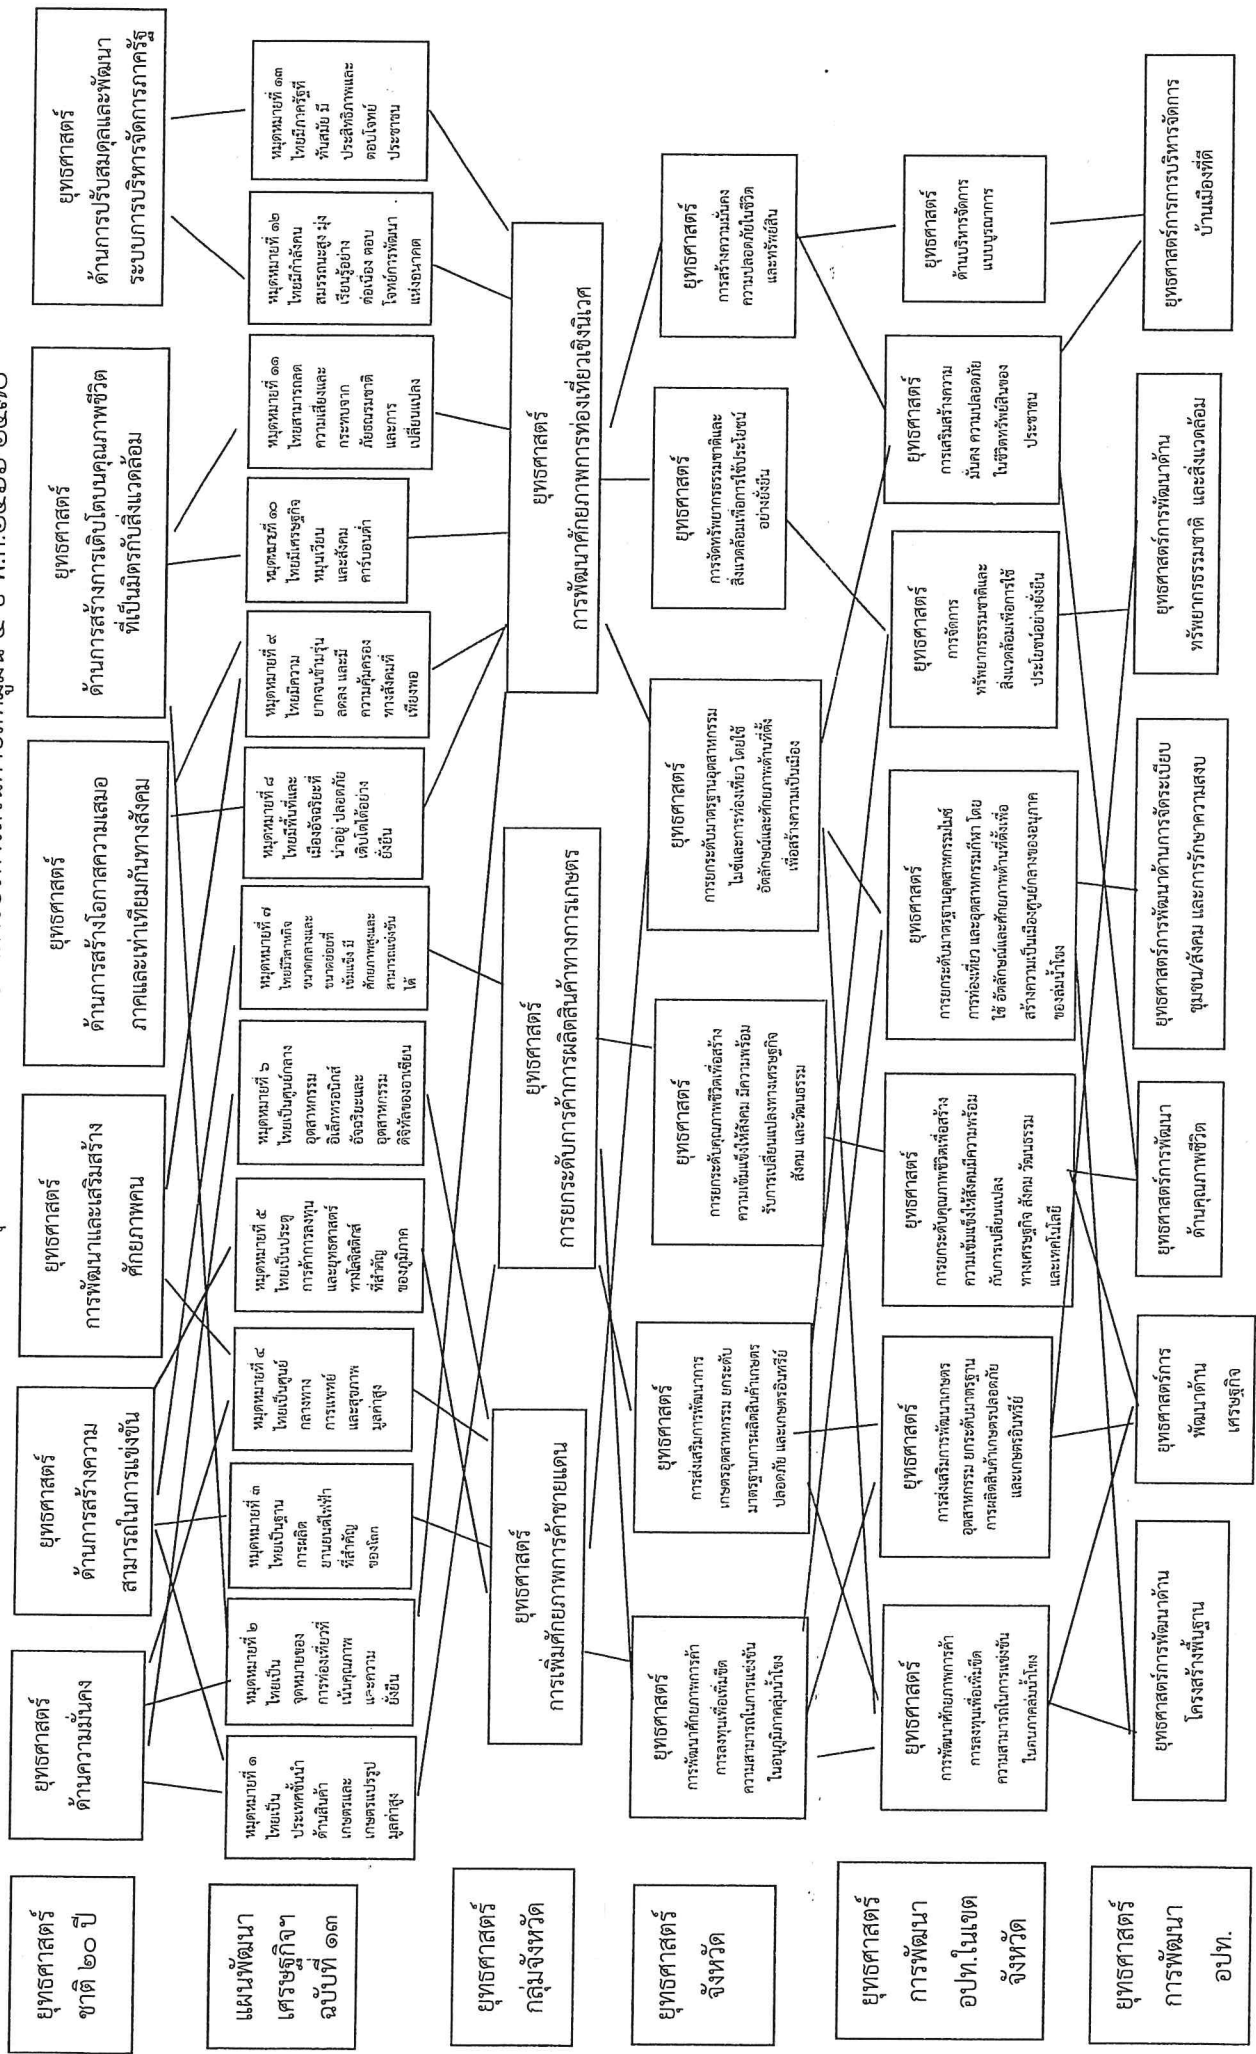 ยุทธศาสตร์
ชาติ ๒๐ ปี
ยุทธศาสตร์
ด้านความมั่นคง
ยุทธศาสตร์
ด้านการสร้างความ
สามารถในการแข่งขัน
ยุทธศาสตร์
การพัฒนาและเสริมสร้าง
ศักยภาพคน
ยุทธศาสตร์
ด้านการสร้างโอกาสความเสมอ
ภาคและเท่าเทียมกันทางสังคม
ยุทธศาสตร์
ด้านการสร้างการเติบโตบนคุณภาพชีวิต
ที่เป็นมิตรกับสิ่งแวดล้อม
ยุทธศาสตร์
ด้านการปรับสมดุลและพัฒนา
ระบบการบริหารจัดการภาครัฐ
แผนพัฒนา
เศรษฐกิจฯ
ฉบับที่ ๑๓
หมุดหมายที่ ๑
ไทยเป็น
ประเทศชั้นนำ
ด้านสินค้า
เกษตรและ
เกษตรแปรรูป
มูลค่าสูง
หมุดหมายที่ ๒
ไทยเป็น
จุดหมายของ
การท่องเที่ยวที่
เน้นคุณภาพ
และความ
ยั่งยืน
หมุดหมายที่ ๓
ไทยเป็นฐาน
การผลิต
ยานยนต์ไฟฟ้า
ที่สำคัญ
ของโลก
หมุดหมายที่ ๔
ไทยเป็นศูนย์
กลางทาง
การแพทย์
และสุขภาพ
มูลค่าสูง
หมุดหมายที่ ๕
ไทยเป็นประตู
การค้าการลงทุน
และยุทธศาสตร์
ทางโลจิสติกส์
ที่สำคัญ
ของภูมิภาค
หมุดหมายที่ ๖
ไทยเป็นศูนย์กลาง
อุตสาหกรรม
อิเล็กทรอนิกส์
อัจฉริยะและ
อุตสาหกรรม
ดิจิทัลของอาเซียน
หมุดหมายที่ ๗
ไทยมีวิสาหกิจ
ขนาดกลางและ
ขนาดย่อยที่
เข้มแข็ง มี
ศักยภาพสูงและ
สามารถแข่งขัน
ได้
หมุดหมายที่ ๘
ไทยมีพื้นที่และ
เมืองอัจฉริยะที่
น่าอยู่ ปลอดภัย
เติบโตได้อย่าง
ยั่งยืน
หมุดหมายที่ ๙
ไทยมีความ
ยากจนข้ามรุ่น
ลดลง และมี
ความคุ้มครอง
ทางสังคมที่
เพียงพอ
หมุดหมายที่ ๑๐
ไทยมีเศรษฐกิจ
หมุนเวียน
และสังคม
คาร์บอนต่ำ
หมุดหมายที่ ๑๑
ไทยสามารถลด
ความเสี่ยงและ
กระทบจาก
ภัยธรรมชาติ
และการ
เปลี่ยนแปลง
หมุดหมายที่ ๑๒
ไทยมีกำลังคน
สมรรถนะสูง มุ่ง
เรียนรู้อย่าง
ต่อเนื่อง ตอบ
โจทย์การพัฒนา
แห่งอนาคต
หมุดหมายที่ ๑๓
ไทยมีภาครัฐที่
ทันสมัย มี
ประสิทธิภาพและ
ตอบโจทย์
ประชาชน
ยุทธศาสตร์
กลุ่มจังหวัด
ยุทธศาสตร์
การเพิ่มศักยภาพการค้าชายแดน
ยุทธศาสตร์
การยกระดับการค้าการผลิตสินค้าทางการเกษตร
ยุทธศาสตร์
การพัฒนาศักยภาพการท่องเที่ยวเชิงนิเวศ
ยุทธศาสตร์
จังหวัด
ยุทธศาสตร์
การพัฒนาศักยภาพการค้า
การลงทุนเพื่อเพิ่มขีด
ความสามารถในการแข่งขัน
ในอนุภูมิภาคลุ่มน้ำโขง
ยุทธศาสตร์
การส่งเสริมการพัฒนาการ
เกษตรอุตสาหกรรม ยกระดับ
มาตรฐานการผลิตสินค้าเกษตร
ปลอดภัย และเกษตรอินทรีย์
ยุทธศาสตร์
การยกระดับคุณภาพชีวิตเพื่อสร้าง
ความเข้มแข็งให้สังคม มีความพร้อม
รับการเปลี่ยนแปลงทางเศรษฐกิจ
สังคม และวัฒนธรรม
ยุทธศาสตร์
การยกระดับมาตรฐานอุตสาหกรรม
ไมซ์และการท่องเที่ยว โดยใช้
อัตลักษณ์และศักยภาพด้านที่ตั้ง
เพื่อสร้างความเป็นเมือง
ยุทธศาสตร์
การจัดทรัพยากรธรรมชาติและ
สิ่งแวดล้อมเพื่อการใช้ประโยชน์
อย่างยั่งยืน
ยุทธศาสตร์
การสร้างความมั่นคง
ความปลอดภัยในชีวิต
และทรัพย์สิน
ยุทธศาสตร์
การพัฒนา
อปท.ในเขต
จังหวัด
ยุทธศาสตร์
การพัฒนาศักยภาพการค้า
การลงทุนเพื่อเพิ่มขีด
ความสามารถในการแข่งขัน
ในคนภาคลุ่มน้ำโขง
ยุทธศาสตร์
การส่งเสริมการพัฒนาเกษตร
อุตสาหกรรม ยกระดับมาตรฐาน
การผลิตสินค้าเกษตรปลอดภัย
และเกษตรอินทรีย์
ยุทธศาสตร์
การยกระดับคุณภาพชีวิตเพื่อสร้าง
ความเข้มแข็งให้สังคมมีความพร้อม
กับการเปลี่ยนแปลง
ทางเศรษฐกิจ สังคม วัฒนธรรม
และเทคโนโลยี
ยุทธศาสตร์
การยกระดับมาตรฐานอุตสาหกรรมไมซ์
การท่องเที่ยว และอุตสาหกรรมกีฬา โดย
ใช้ อัตลักษณ์และศักยภาพด้านที่ตั้งเพื่อ
สร้างความเป็นเมืองศูนย์กลางของอนุภาค
ของลุ่มน้ำโขง
ยุทธศาสตร์
การจัดการ
ทรัพยากรธรรมชาติและ
สิ่งแวดล้อมเพื่อการใช้
ประโยชน์อย่างยั่งยืน
ยุทธศาสตร์
การเสริมสร้างความ
มั่นคง ความปลอดภัย
ในชีวิตทรัพย์สินของ
ประชาชน
ยุทธศาสตร์
ด้านบริหารจัดการ
แบบบูรณาการ
ยุทธศาสตร์
การพัฒนา
อปท.
ยุทธศาสตร์การพัฒนาด้าน
โครงสร้างพื้นฐาน
ยุทธศาสตร์การ
พัฒนาด้าน
เศรษฐกิจ
ยุทธศาสตร์การพัฒนา
ด้านคุณภาพชีวิต
ยุทธศาสตร์การพัฒนาด้านการจัดระเบียบ
ชุมชน/สังคม และการรักษาความสงบ
ยุทธศาสตร์การพัฒนาด้าน
ทรัพยากรธรรมชาติ และสิ่งแวดล้อม
ยุทธศาสตร์การการบริหารจัดการ
บ้านเมืองที่ดี